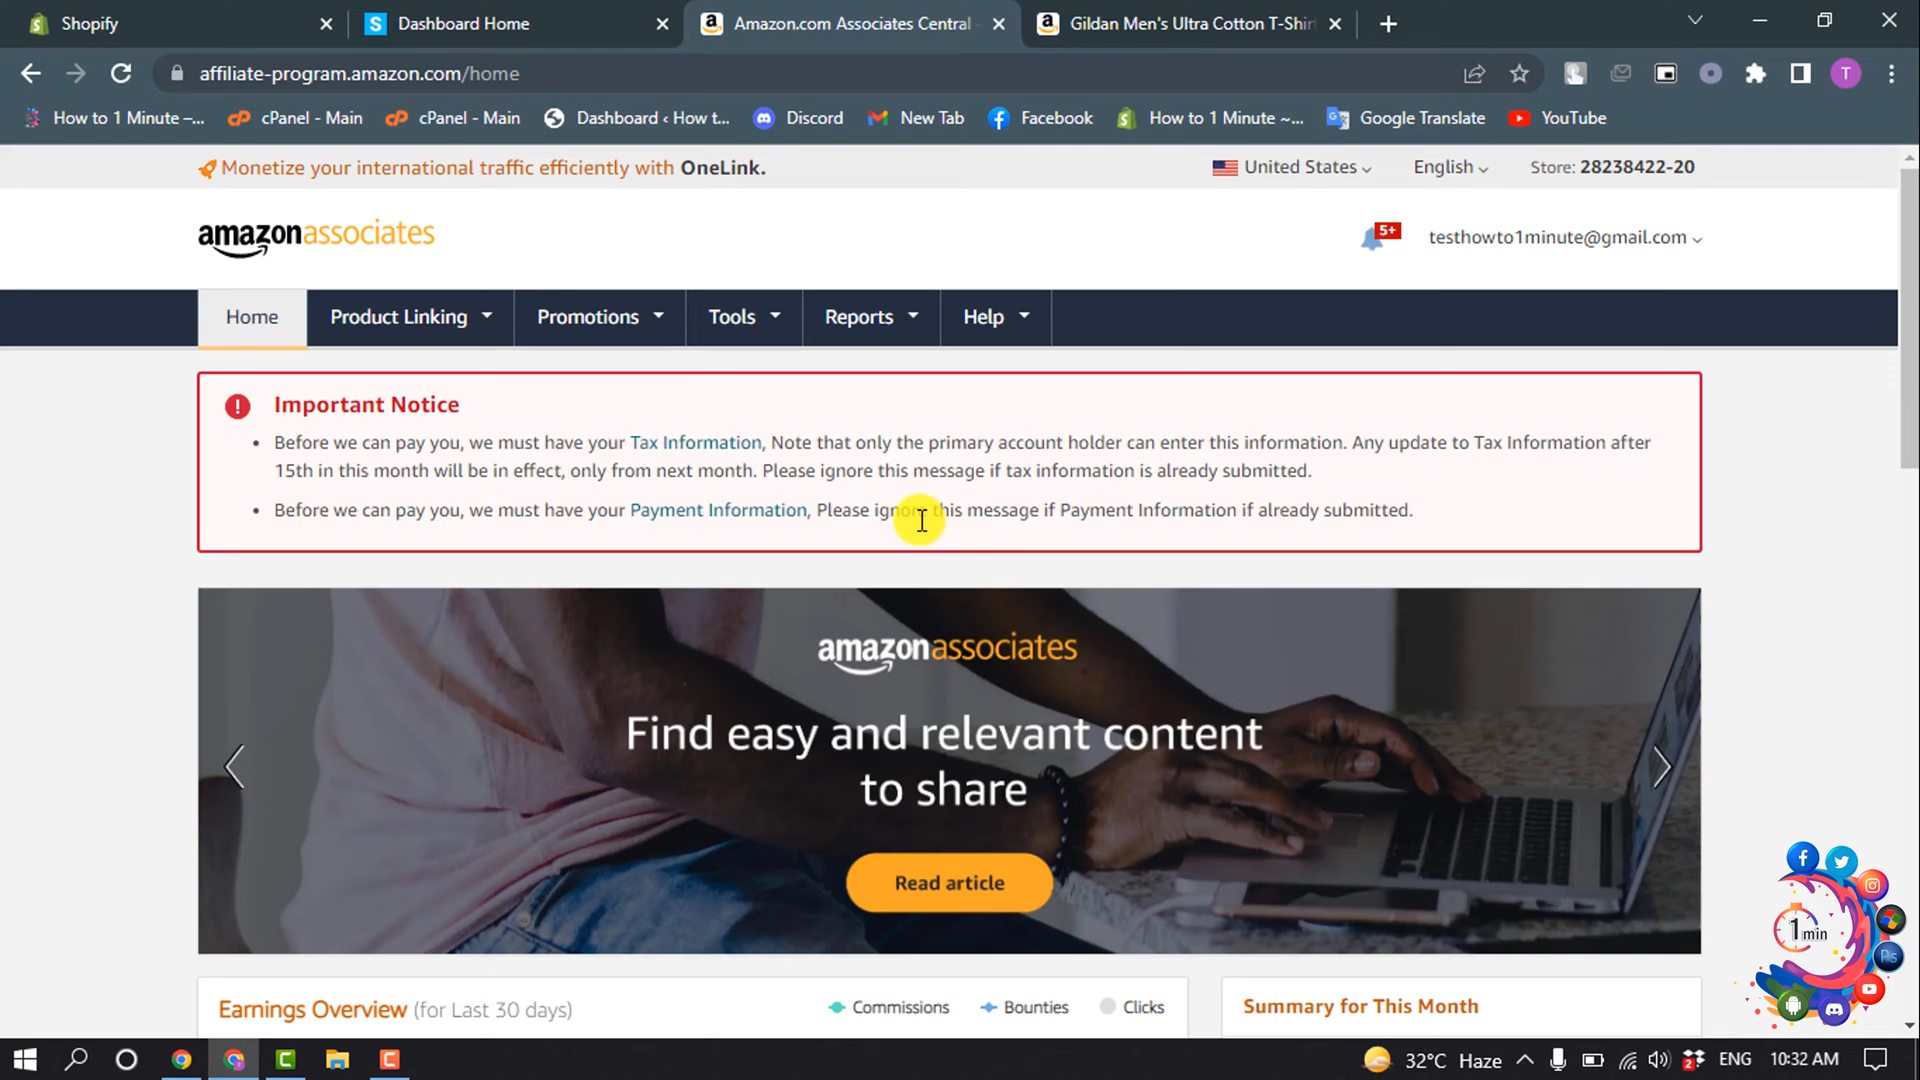 Shopify
Dashboard Home
Amazon.com Associates Central
Gildan Men's Ultra Cotton T-Shir
affiliate-program.amazon.com/home
T
How to 1 Minute –...
cPanel - Main
cPanel - Main
Dashboard ‹ How t...
Discord
New Tab
Facebook
How to 1 Minute ~...
Google Translate
YouTube
Monetize your international traffic efficiently with OneLink.
United States
English
Store: 28238422-20
amazonassociates
5+
testhowto1minute@gmail.com
Home
Product Linking
Promotions
Tools
Reports
Help
Important Notice
• Before we can pay you, we must have your Tax Information, Note that only the primary account holder can enter this information. Any update to Tax Information after
15th in this month will be in effect, only from next month. Please ignore this message if tax information is already submitted.
• Before we can pay you, we must have your Payment Information, Please ignore this message if Payment Information if already submitted.
amazonassociates
Find easy and relevant content
to share
Read article
1 min
Ps
Earnings Overview (for Last 30 days)
Commissions
Bounties
Clicks
Summary for This Month
32°C Haze
2
ENG
10:32 AM